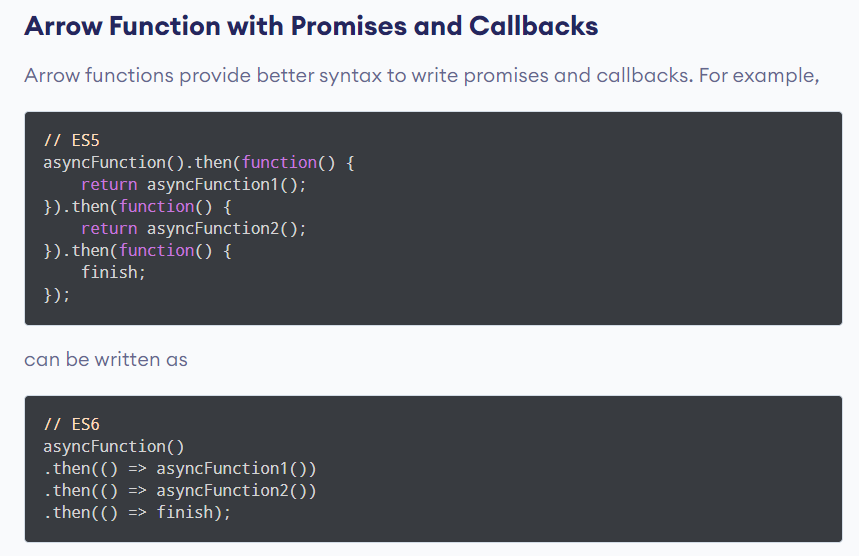 Arrow Function with Promises and Callbacks
Arrow functions provide better syntax to write promises and callbacks. For example,
// ES5
asyncFunction().then(function() {
    return asyncFunction1();
}).then(function() {
    return asyncFunction2();
}).then(function() {
    finish;
});
can be written as
// ES6
asyncFunction()
.then(() => asyncFunction1())
.then(() => asyncFunction2())
.then(() => finish);